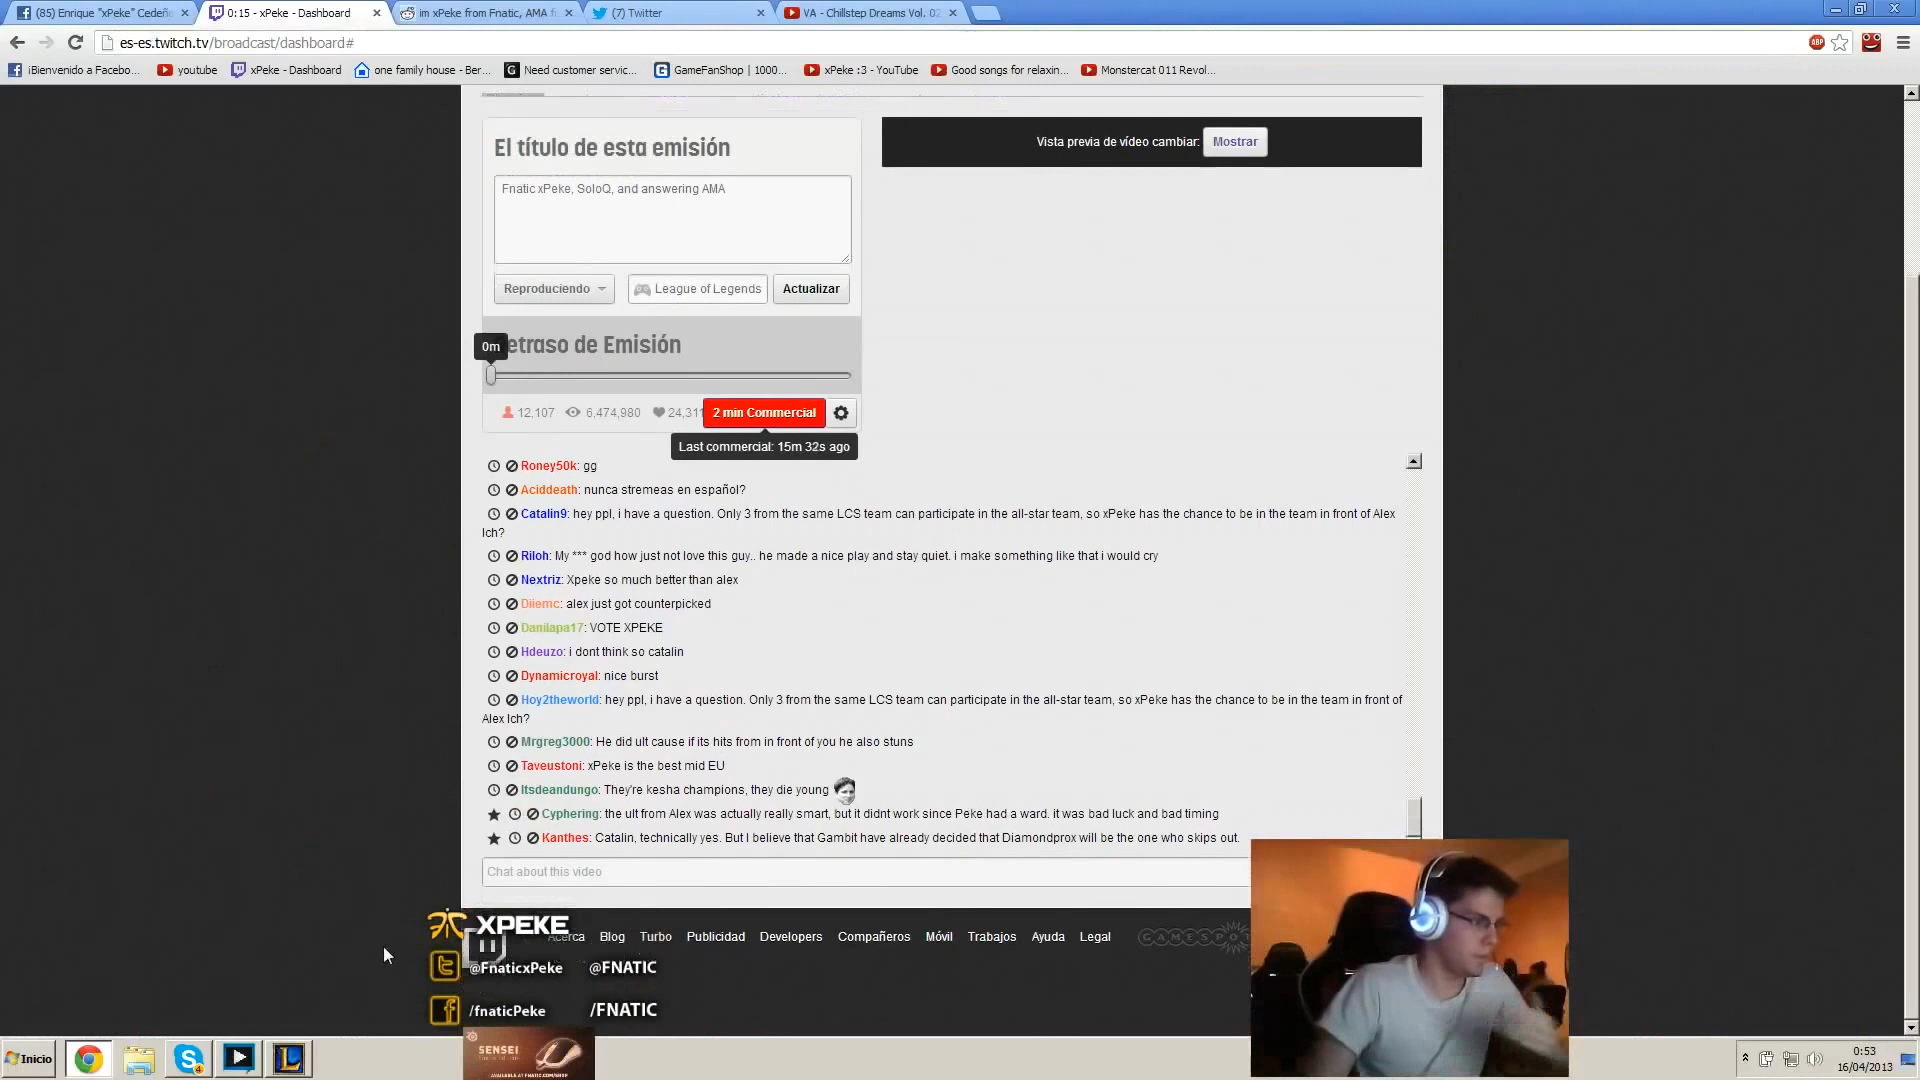 (85) Enrique "xPeke" Cedeño
0:15 - xPeke - Dashboard
im xPeke from Fnatic, AMA f
(7) Twitter
VA - Chillstep Dreams Vol. 02
es-es.twitch.tv/broadcast/dashboard#
ABP
¡Bienvenido a Facebo...
youtube
xPeke - Dashboard
one family house - Ber...
Need customer servic...
GameFanShop | 1000...
xPeke :3 - YouTube
Good songs for relaxin...
Monstercat 011 Revol...
El título de esta emisión
Vista previa de vídeo cambiar: Mostrar
Fnatic xPeke, SoloQ, and answering AMA
Reproduciendo
League of Legends
Actualizar
0m
etraso de Emisión
12,107 6,474,980 24,311
2 min Commercial
Last commercial: 15m 32s ago
Roney50k: gg
Aciddeath: nunca stremeas en español?
Catalin9: hey ppl, i have a question. Only 3 from the same LCS team can participate in the all-star team, so xPeke has the chance to be in the team in front of Alex
Ich?
Riloh: My *** god how just not love this guy.. he made a nice play and stay quiet. i make something like that i would cry
Nextriz: Xpeke so much better than alex
Diiemc: alex just got counterpicked
Danilapa17: VOTE XPEKE
Hdeuzo: i dont think so catalin
Dynamicroyal: nice burst
Hoy2theworld: hey ppl, i have a question. Only 3 from the same LCS team can participate in the all-star team, so xPeke has the chance to be in the team in front of
Alex Ich?
Mrgreg3000: He did ult cause if its hits from in front of you he also stuns
Taveustoni: xPeke is the best mid EU
Itsdeandungo: They're kesha champions, they die young
Cyphering: the ult from Alex was actually really smart, but it didnt work since Peke had a ward. it was bad luck and bad timing
Kanthes: Catalin, technically yes. But I believe that Gambit have already decided that Diamondprox will be the one who skips out.
Chat about this video
XPEKE
Acerca Blog Turbo Publicidad Developers Compañeros Móvil Trabajos Ayuda Legal
GAMESPOT
@FnaticxPeke @FNATIC
/fnaticPeke /FNATIC
SENSEI
AVAILABLE AT FNATIC.COM/SHOP
Inicio
4
0:53
16/04/2013